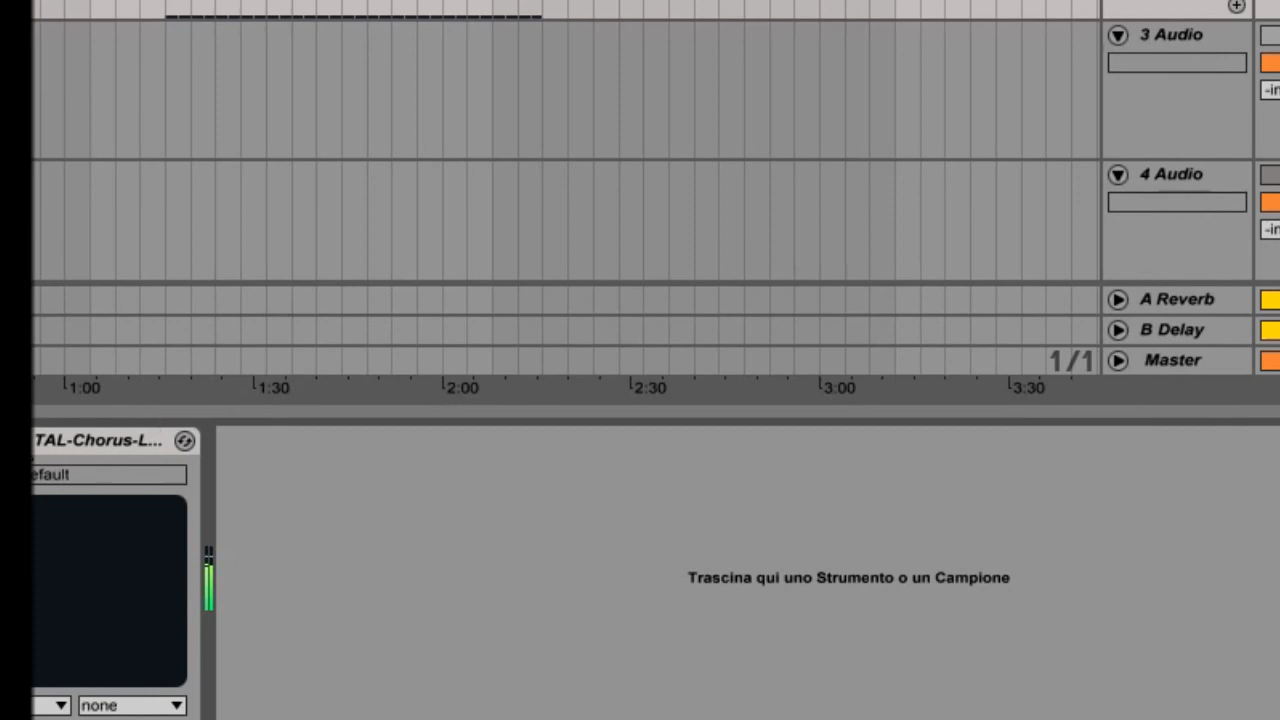 3 Audio
4 Audio
A Reverb
B Delay
1/1
Master
1:00
1:30
2:00
2:30
3:00
3:30
TAL-Chorus-L...
efault
Trascina qui uno Strumento o un Campione
none